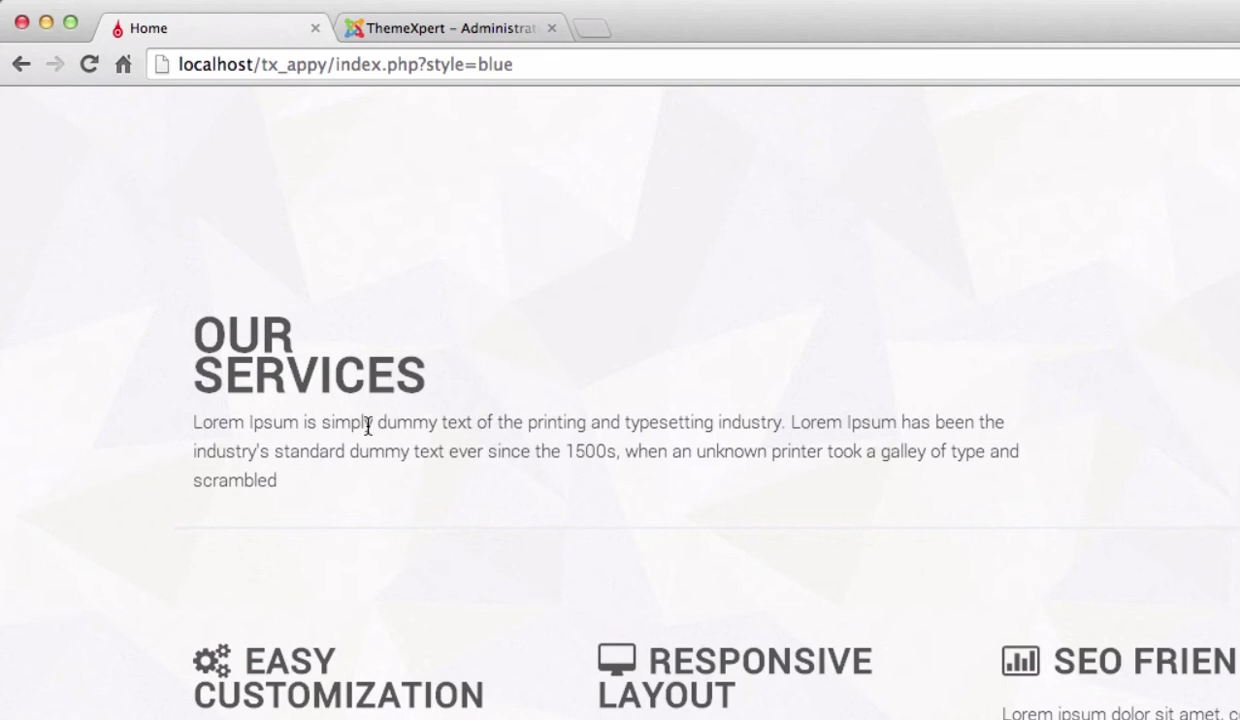 Home
ThemeXpert – Administrat
localhost/tx_appy/index.php?style=blue
OUR
SERVICES
Lorem Ipsum is simply dummy text of the printing and typesetting industry. Lorem Ipsum has been the
industry's standard dummy text ever since the 1500s, when an unknown printer took a galley of type and
scrambled
EASY
CUSTOMIZATION
RESPONSIVE
LAYOUT
SEO FRIEN
Lorem ipsum dolor sit amet, c